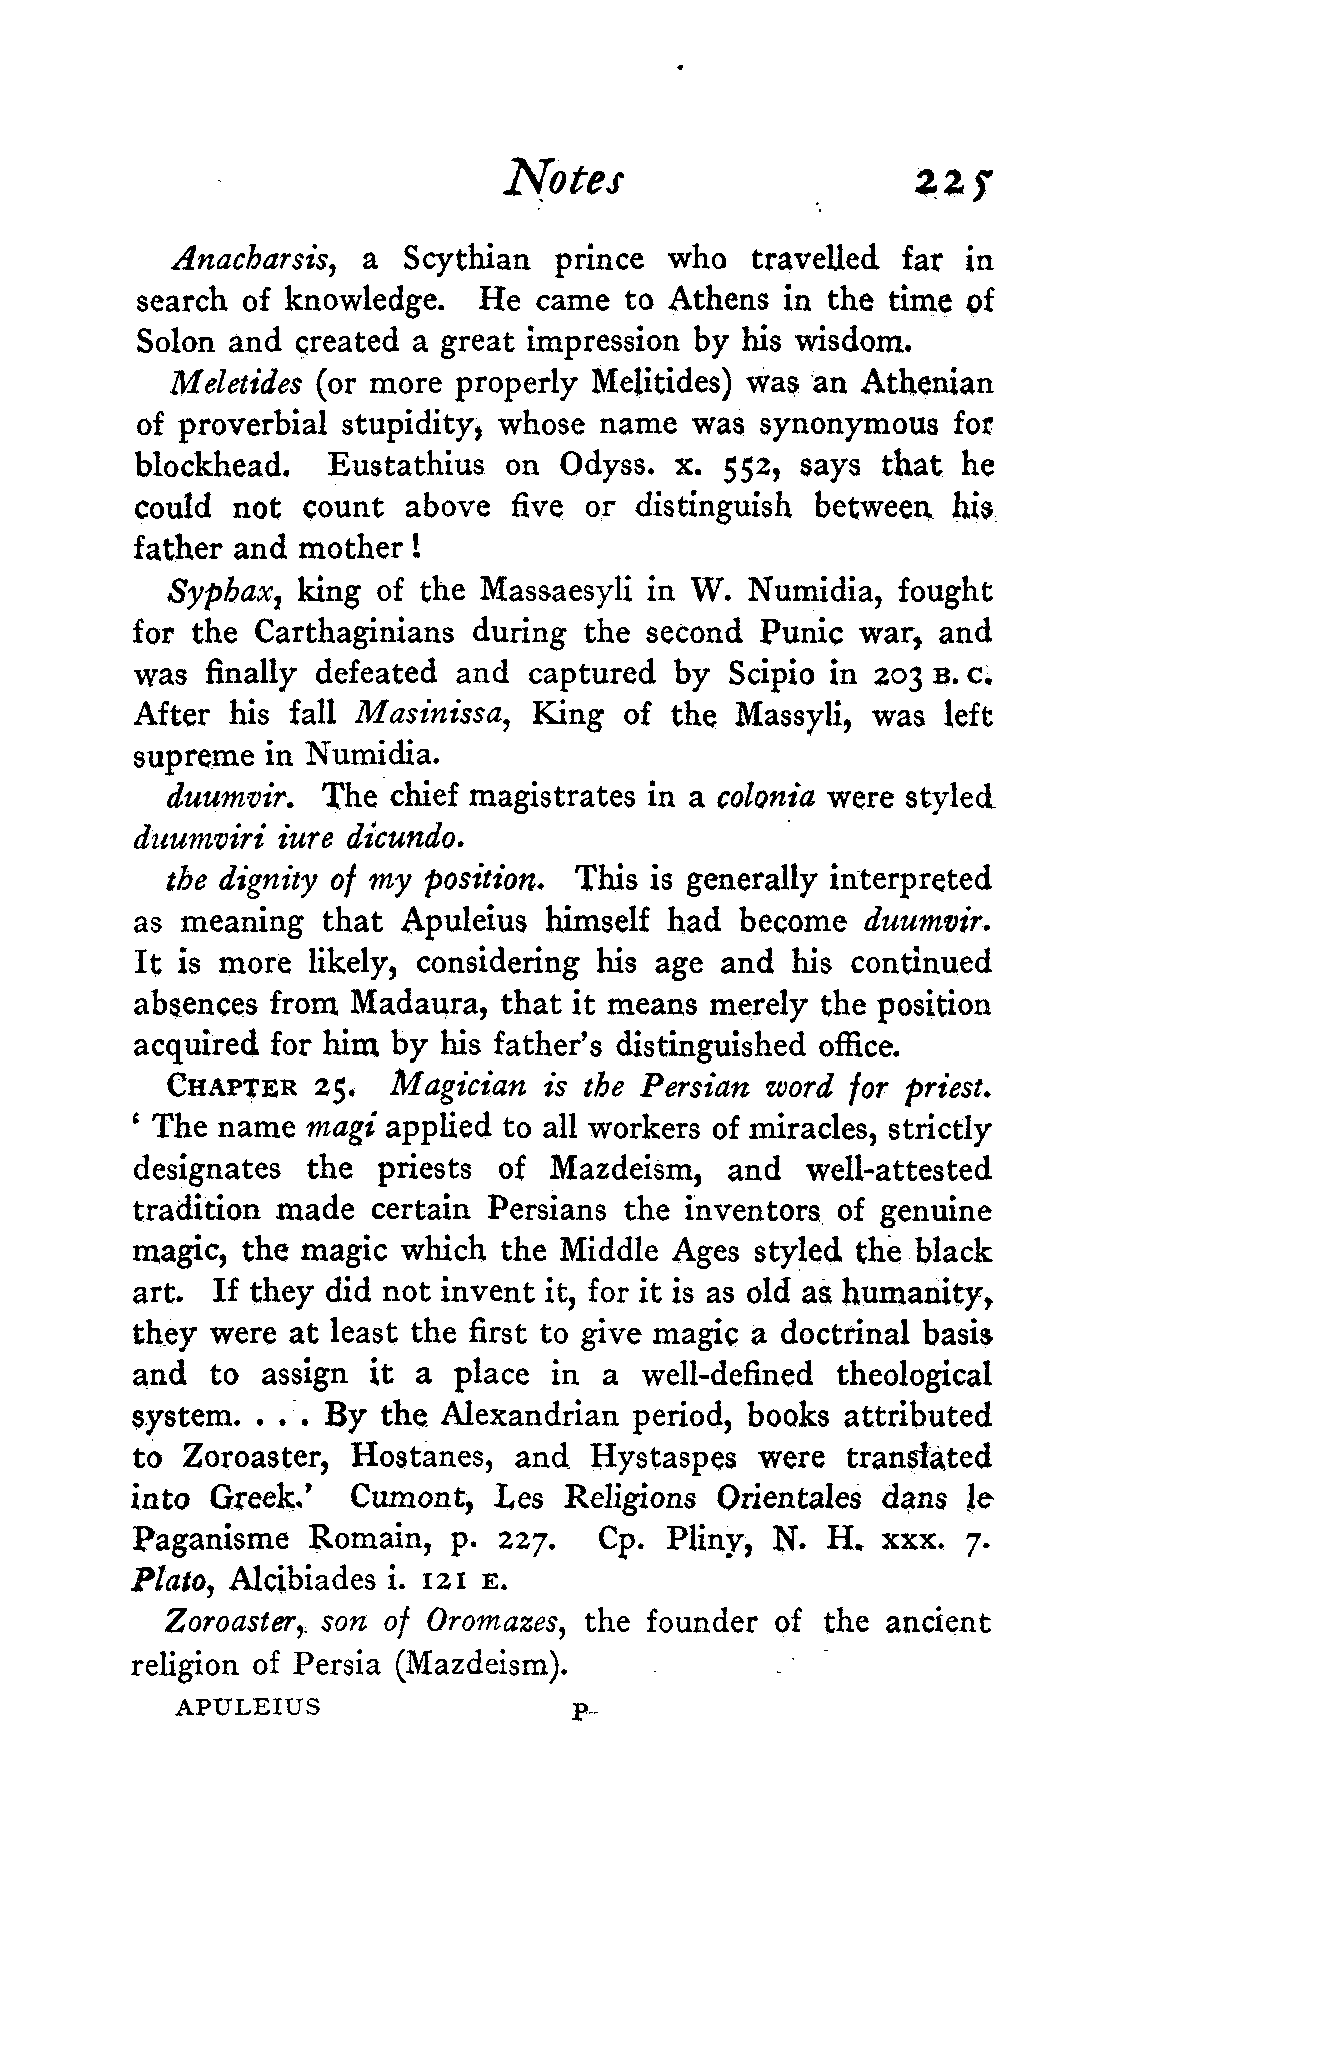 Notes 225
Anacharsis, a Scythian prince who travelled far in
search of knowledge. He came to Athens in the time of
Solon and created a great impression by his wisdom.
Meletides (or more properly Melitides) was an Athenian
of proverbial stupidity, whose name was synonymous for
blockhead. Eustathius on Odyss. x. 552, says that he
could not count above five or distinguish between his
father and mother !
Syphax, king of the Massaesyli in W. Numidia, fought
for the Carthaginians during the second Punic war, and
was finally defeated and captured by Scipio in 203 B. C.
After his fall Masinissa, King of the Massyli, was left
supreme in Numidia.
duumvir. The chief magistrates in a colonia were styled
duumviri iure dicundo.
the dignity of my position. This is generally interpreted
as meaning that Apuleius himself had become duumvir.
It is more likely, considering his age and his continued
absences from Madaura, that it means merely the position
acquired for him by his father's distinguished office.
CHAPTER 25. Magician is the Persian word for priest.
‘ The name magi applied to all workers of miracles, strictly
designates the priests of Mazdeism, and well-attested
tradition made certain Persians the inventors of genuine
magic, the magic which the Middle Ages styled the black
art. If they did not invent it, for it is as old as humanity,
they were at least the first to give magic a doctrinal basis
and to assign it a place in a well-defined theological
system. . . . By the Alexandrian period, books attributed
to Zoroaster, Hostanes, and Hystaspes were translated
into Greek.’ Cumont, Les Religions Orientales dans le
Paganisme Romain, p. 227. Cp. Pliny, N. H. xxx. 7.
Plato, Alcibiades i. 121 E.
Zoroaster, son of Oromazes, the founder of the ancient
religion of Persia (Mazdeism).
APULEIUS P